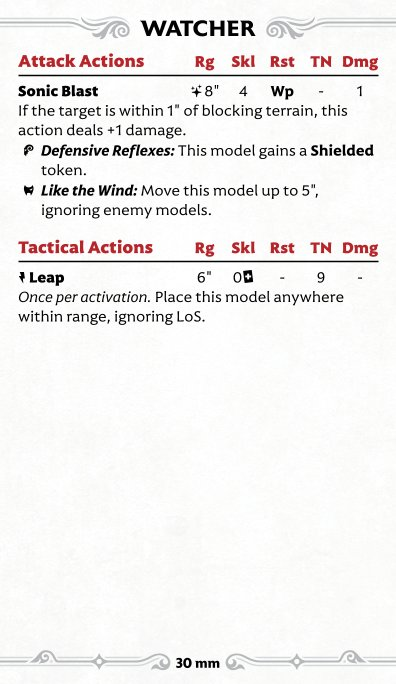 WATCHER
Attack Actions Rg Skl Rst TN Dmg
Sonic Blast 8" 4 Wp - 1
If the target is within 1" of blocking terrain, this
action deals +1 damage.
Defensive Reflexes: This model gains a Shielded
token.
Like the Wind: Move this model up to 5",
ignoring enemy models.
Tactical Actions Rg Skl Rst TN Dmg
Leap 6" 0 - 9 -
Once per activation. Place this model anywhere
within range, ignoring LoS.
30 mm